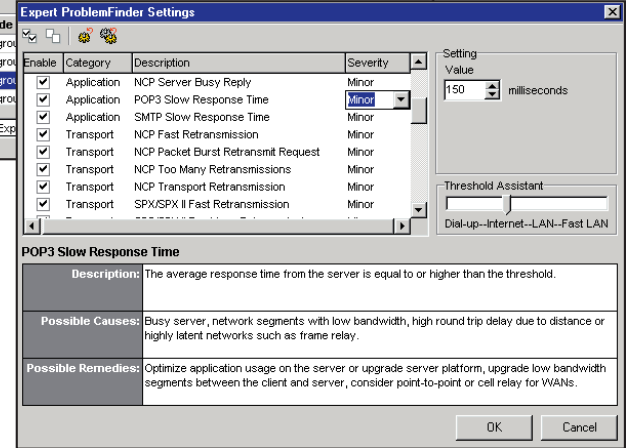 Expert ProblemFinder Settings
de
Enable Category Description Severity
Application NCP Server Busy Reply Minor
Application POP3 Slow Response Time Minor
Application SMTP Slow Response Time Minor
Transport NCP Fast Retransmission Minor
Transport NCP Packet Burst Retransmit Request Minor
Transport NCP Too Many Retransmissions Minor
Transport NCP Transport Retransmission Minor
Transport SPX/SPX II Fast Retransmission Minor
Setting
Value
150 milliseconds
Threshold Assistant
Dial-up--Internet--LAN--Fast LAN
POP3 Slow Response Time
Description: The average response time from the server is equal to or higher than the threshold.
Possible Causes: Busy server, network segments with low bandwidth, high round trip delay due to distance or
highly latent networks such as frame relay.
Possible Remedies: Optimize application usage on the server or upgrade server platform, upgrade low bandwidth
segments between the client and server, consider point-to-point or cell relay for WANs.
OK Cancel